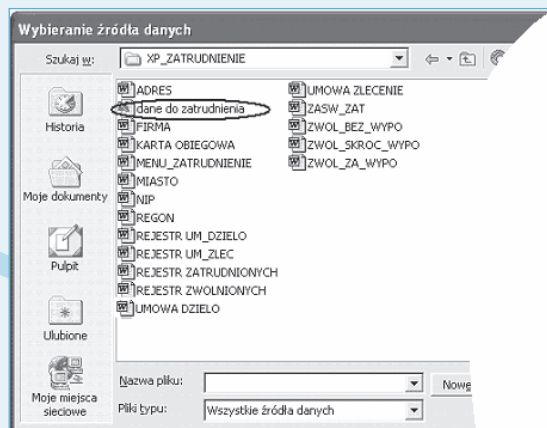 Wybieranie źródła danych
Szukaj w:
XP_ZATRUDNIENIE
Historia
Moje dokumenty
Pulpit
Ulubione
Moje miejsca
sieciowe
ADRES
dane do zatrudnienia
FIRMA
KARTA OBIEGOWA
MENU_ZATRUDNIENIE
MIASTO
NIP
REGON
REJESTR UM_DZIELO
REJESTR UM_ZLEC
REJESTR ZATRUDNIONYCH
REJESTR ZWOLNIONYCH
UMOWA DZIELO
UMOWA ZLECENIE
ZASW_ZAT
ZWOL_BEZ_WYPO
ZWOL_SKROC_WYPO
ZWOL_ZA_WYPO
Nazwa pliku:
Pliki typu:
Wszystkie źródła danych